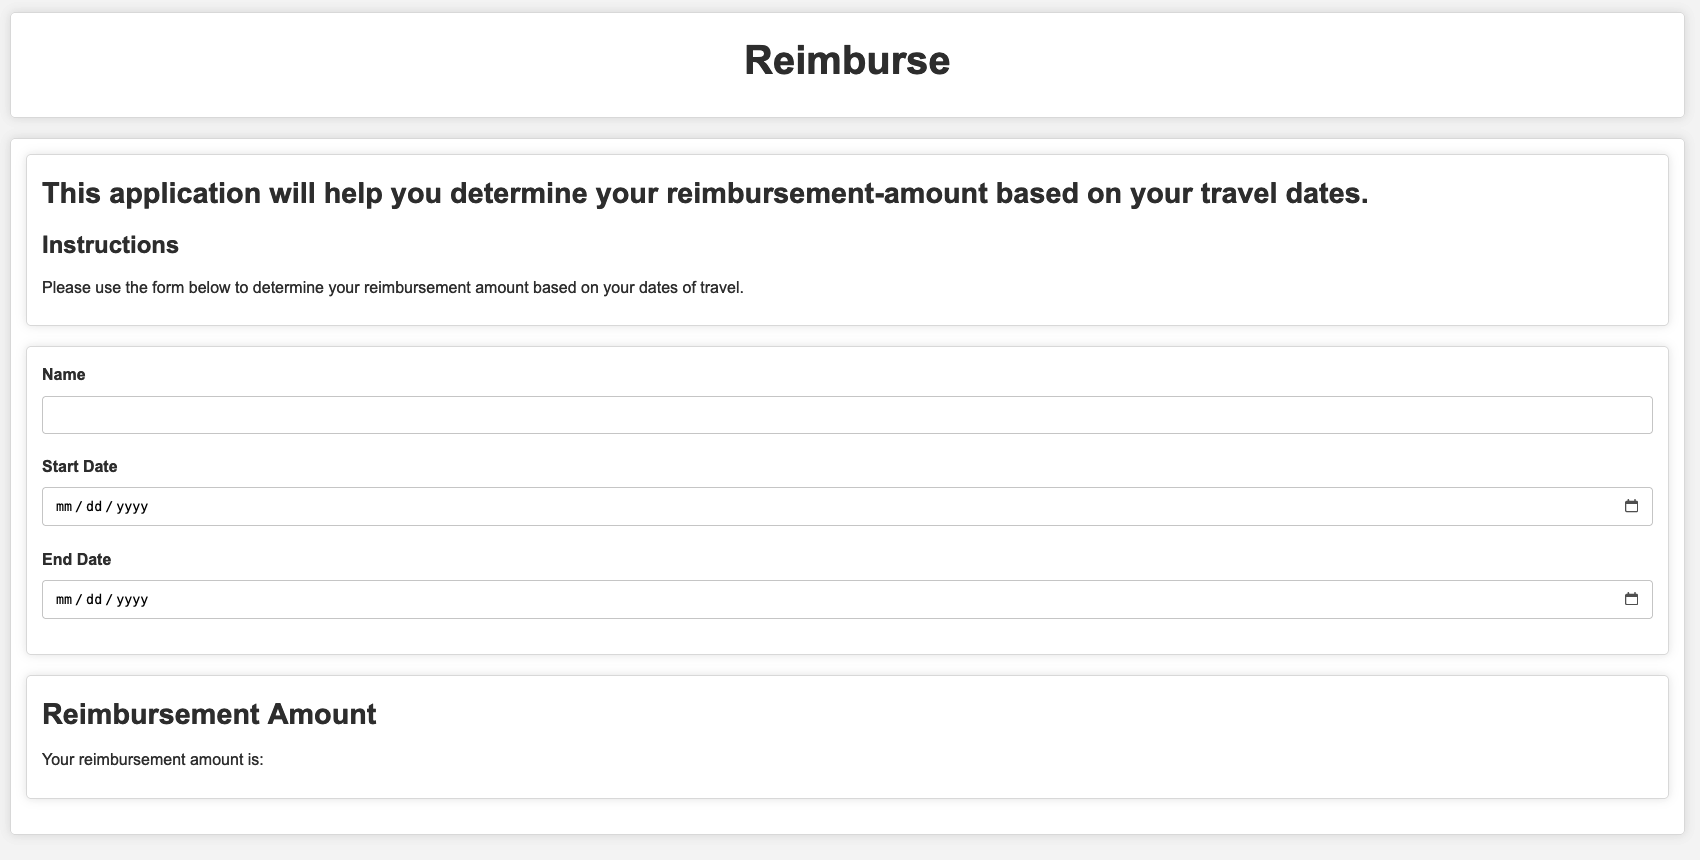 Reimburse
This application will help you determine your reimbursement-amount based on your travel dates.
Instructions
Please use the form below to determine your reimbursement amount based on your dates of travel.
Name
Start Date
mm / dd / yyyy
End Date
mm / dd / yyyy
Reimbursement Amount
Your reimbursement amount is: